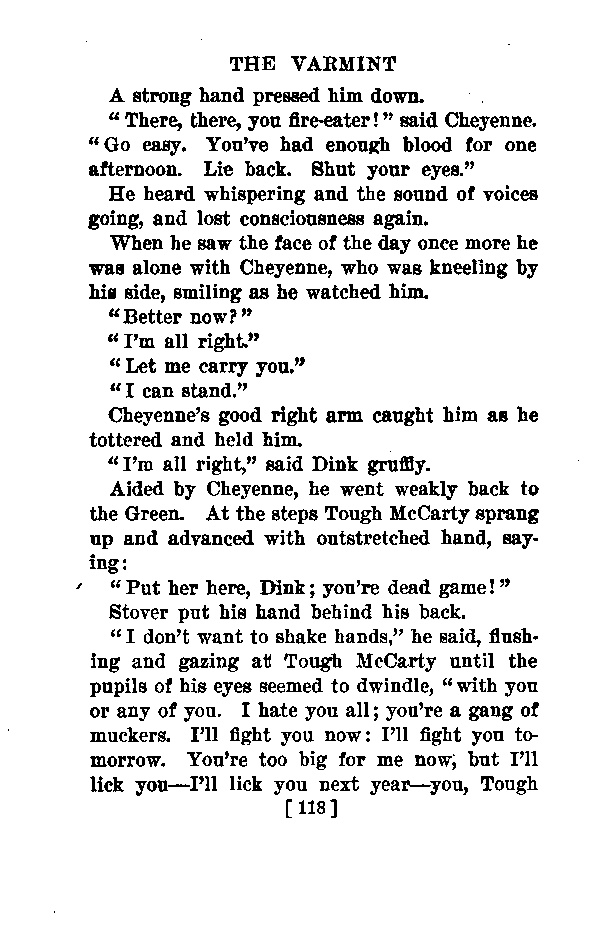 THE VARMINT
A strong hand pressed him down.
“There, there, you fire-eater!” said Cheyenne.
“Go easy. You've had enough blood for one
afternoon. Lie back. Shut your eyes.”
He heard whispering and the sound of voices
going, and lost consciousness again.
When he saw the face of the day once more he
was alone with Cheyenne, who was kneeling by
his side, smiling as he watched him.
“Better now?”
“I'm all right.”
“Let me carry you.”
“I can stand.”
Cheyenne's good right arm caught him as he
tottered and held him.
“I'm all right,” said Dink gruffly.
Aided by Cheyenne, he went weakly back to
the Green. At the steps Tough McCarty sprang
up and advanced with outstretched hand, say-
ing:
“Put her here, Dink; you're dead game!”
Stover put his hand behind his back.
“I don't want to shake hands,” he said, flush-
ing and gazing at Tough McCarty until the
pupils of his eyes seemed to dwindle, “with you
or any of you. I hate you all; you're a gang of
muckers. I'll fight you now: I'll fight you to-
morrow. You're too big for me now, but I'll
lick you—I'll lick you next year—you, Tough
[118]